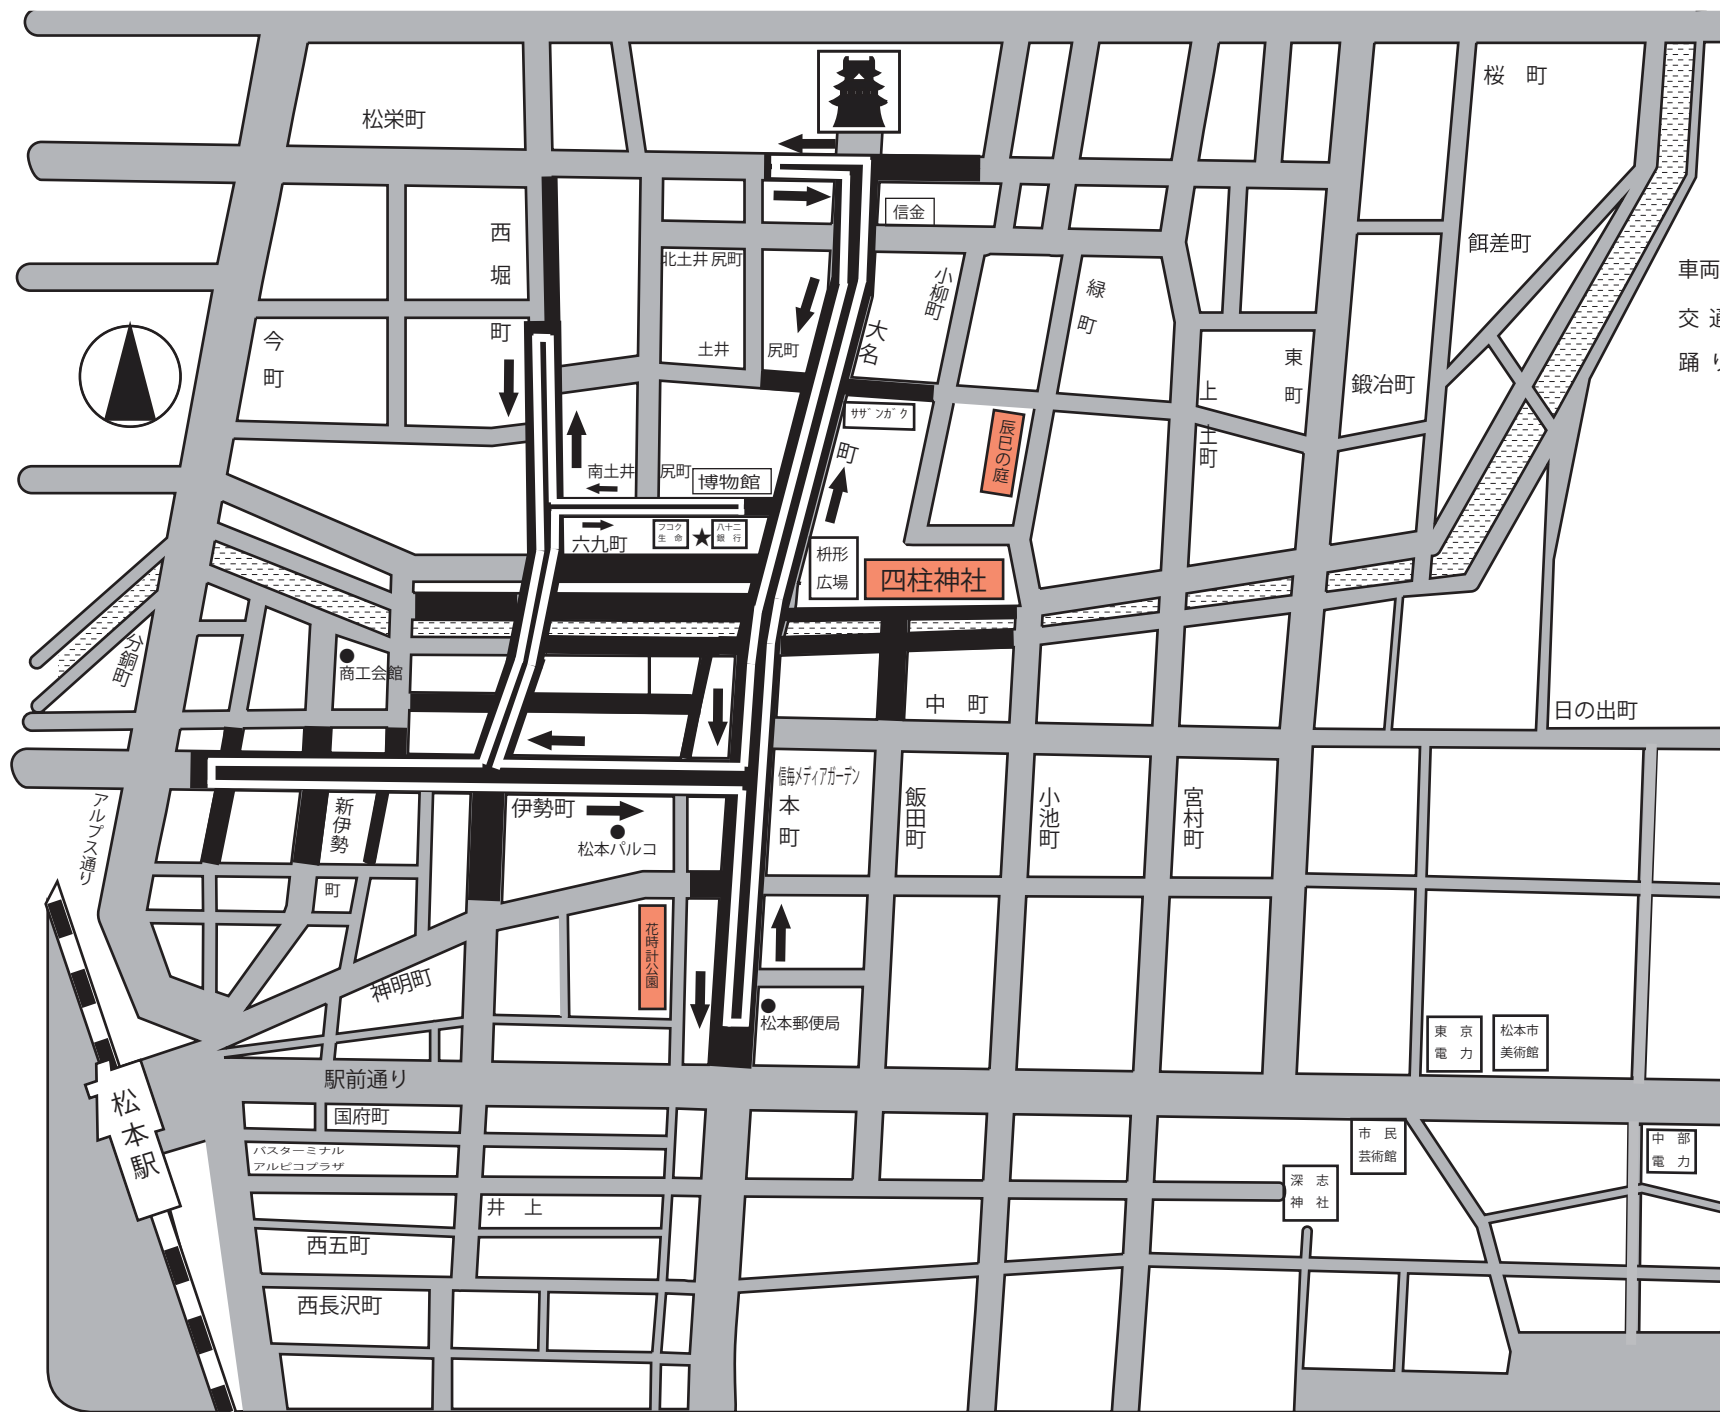 桜 町
松栄町
信金
餌差町
西堀町
北土井尻町
小柳町
緑町
車両
交通
踊り
今町
土井尻町
大名町
東町
上土町
鍛冶町
ササﾞンガク
辰巳の庭
南土井尻町
博物館
フコク
生 命
★
八十二
銀 行
六九町
枡形
広場
四柱神社
分銅町
商工会館
中 町
日の出町
信毎メディアガーデン
本町
飯田町
小池町
宮村町
アルプス通り
新伊勢町
伊勢町
松本パルコ
花時計公園
神明町
松本郵便局
東 京
電 力
松本市
美術館
駅前通り
松本駅
国府町
バスターミナル
アルピコプラザ
市 民
芸術館
中 部
電 力
深 志
神 社
井 上
西五町
西長沢町